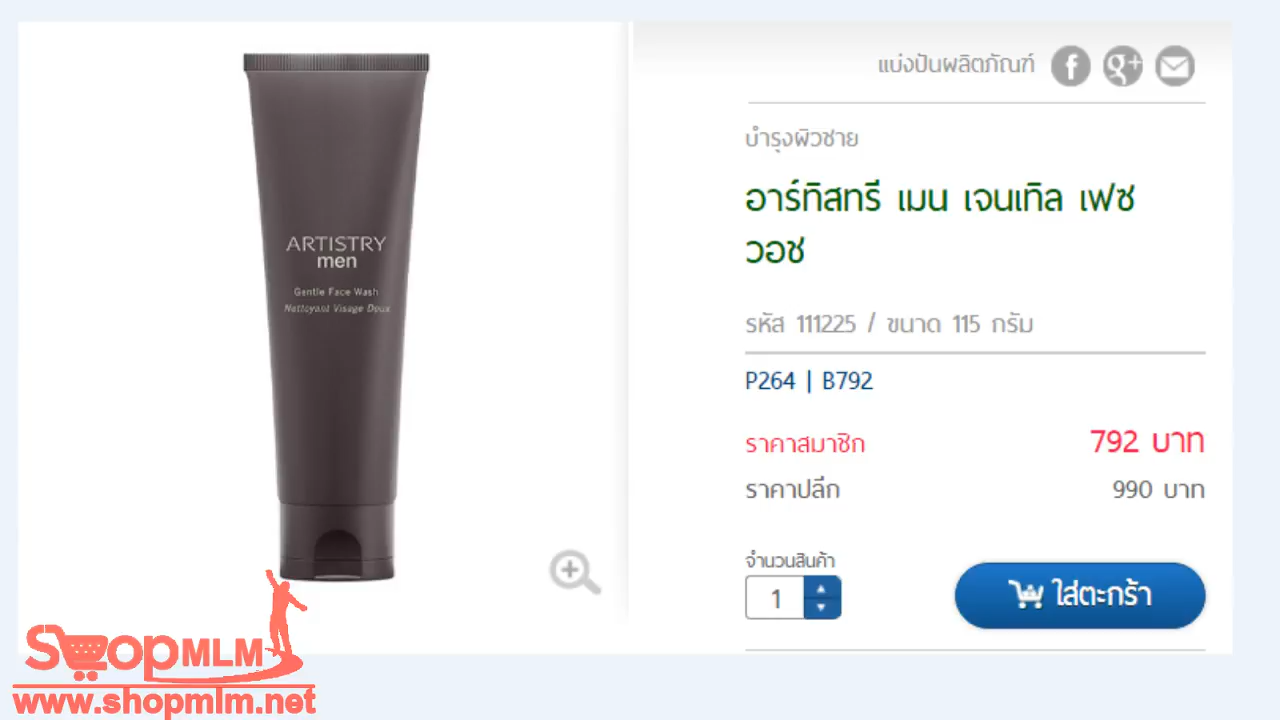 ARTISTRY
men
Gentle Face Wash
Nettoyant Visage Doux
แบ่งปันผลิตภัณฑ์
บำรุงผิวชาย
อาร์ทิสทรี เมน เจนเทิล เฟซ
วอช
รหัส 111225 / ขนาด 115 กรัม
P264 | B792
ราคาสมาชิก 792 บาท
ราคาปลีก 990 บาท
จำนวนสินค้า
1
ใส่ตะกร้า
ShopMLM
www.shopmlm.net